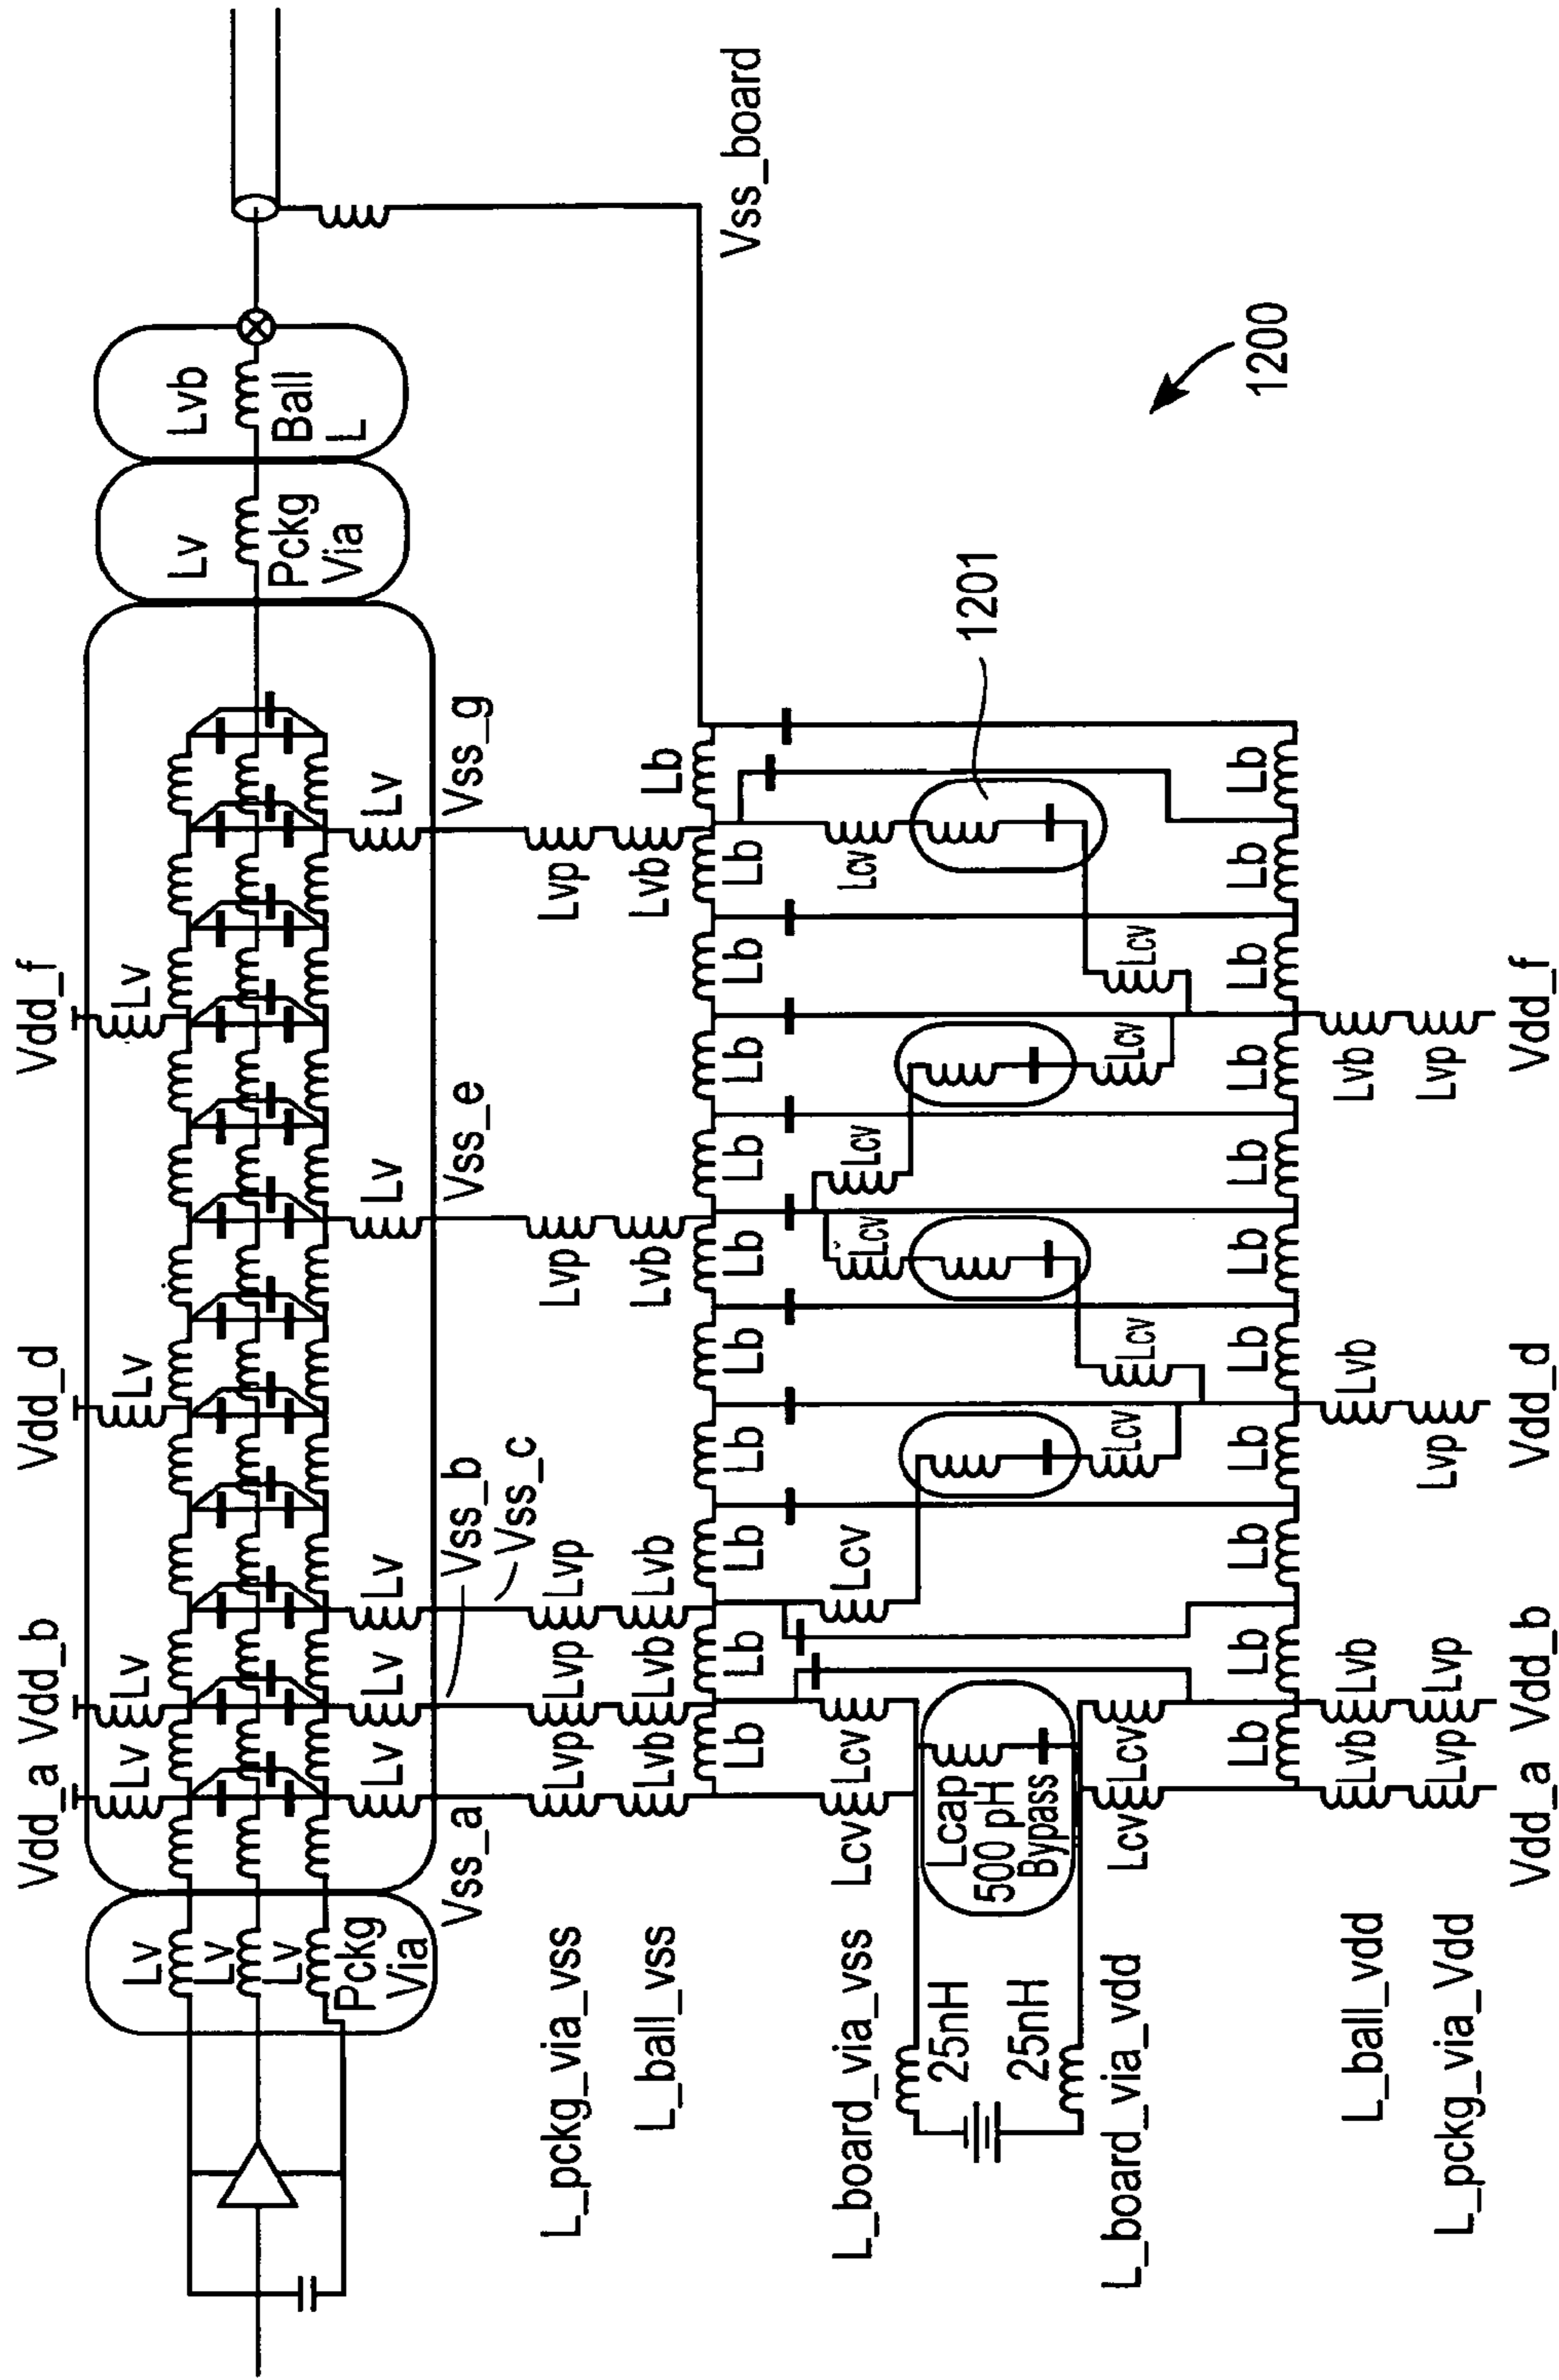 Vdd_a Vdd_b Vdd_d Vdd_f
Lv Lv Lv Lv
Lv
Lv
Lv
Pckg
Via
Lv
Pckg
Via
Lvb
Ball
L
Lv Lv Lv Lv Lv
Vss_a Vss_b Vss_c Vss_e Vss_g
L_pckg_via_vss Lvp Lvp Lvp Lvp Lvp
L_ball_vss Lvb Lvb Lvb Lvb Lvb
Lb Lb Lb Lb Lb Lb Lb Lb Lb Lb Lb
Vss_board
L_board_via_vss Lcv Lcv Lcv Lcv Lcv Lcv
25nH
25nH
Lcap
500 pH
Bypass
1201
L_board_via_vdd Lcv Lcv Lcv Lcv Lcv Lcv
Lb Lb Lb Lb Lb Lb Lb Lb Lb Lb Lb
1200
L_ball_vdd Lvb Lvb Lvb Lvb
L_pckg_via_Vdd Lvp Lvp Lvp Lvp
Vdd_a Vdd_b Vdd_d Vdd_f